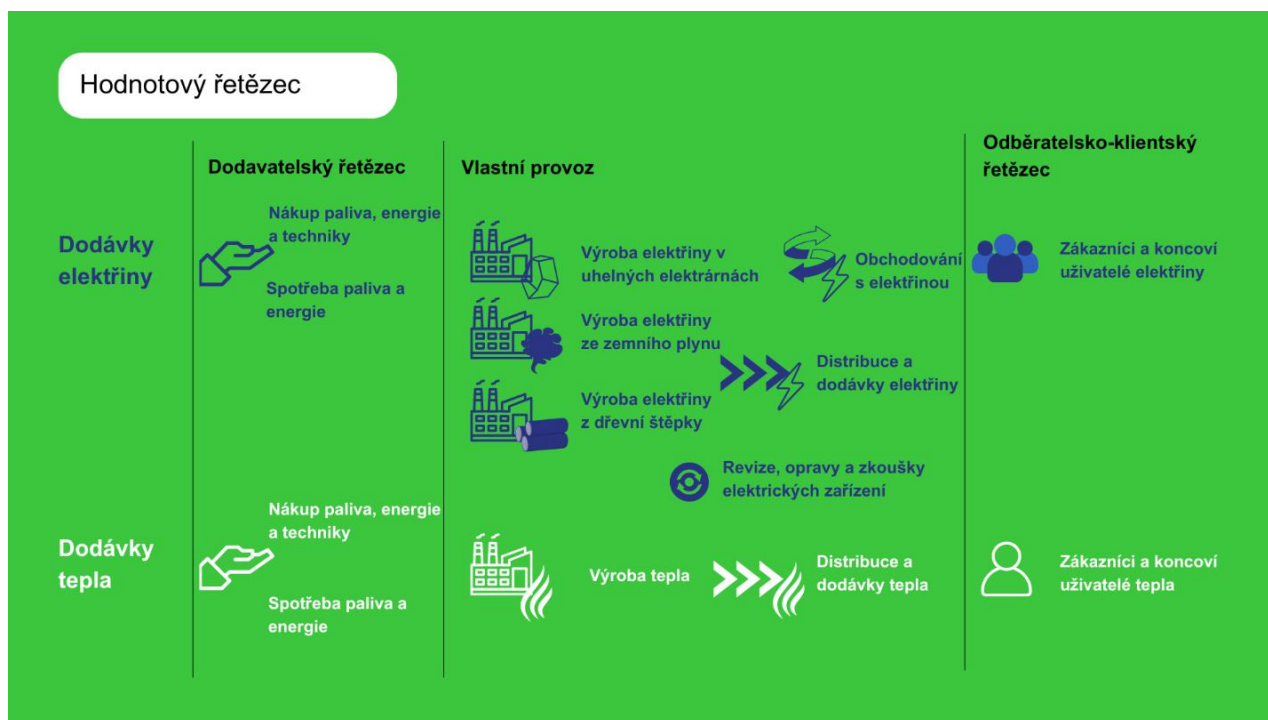 Hodnotový řetězec
Dodavatelský řetězec
Vlastní provoz
Odběratelsko-klientský
řetězec
Dodávky
elektřiny
Nákup paliva, energie
a techniky
Spotřeba paliva a
energie
Výroba elektřiny v
uhelných elektrárnách
Obchodování
s elektřinou
Zákazníci a koncoví
uživatelé elektřiny
Výroba elektřiny
ze zemního plynu
Distribuce a
dodávky elektřiny
Výroba elektřiny
z dřevní štěpky
Revize, opravy a zkoušky
elektrických zařízení
Dodávky
tepla
Nákup paliva, energie
a techniky
Spotřeba paliva a
energie
Výroba tepla
Distribuce a
dodávky tepla
Zákazníci a koncoví
uživatelé tepla